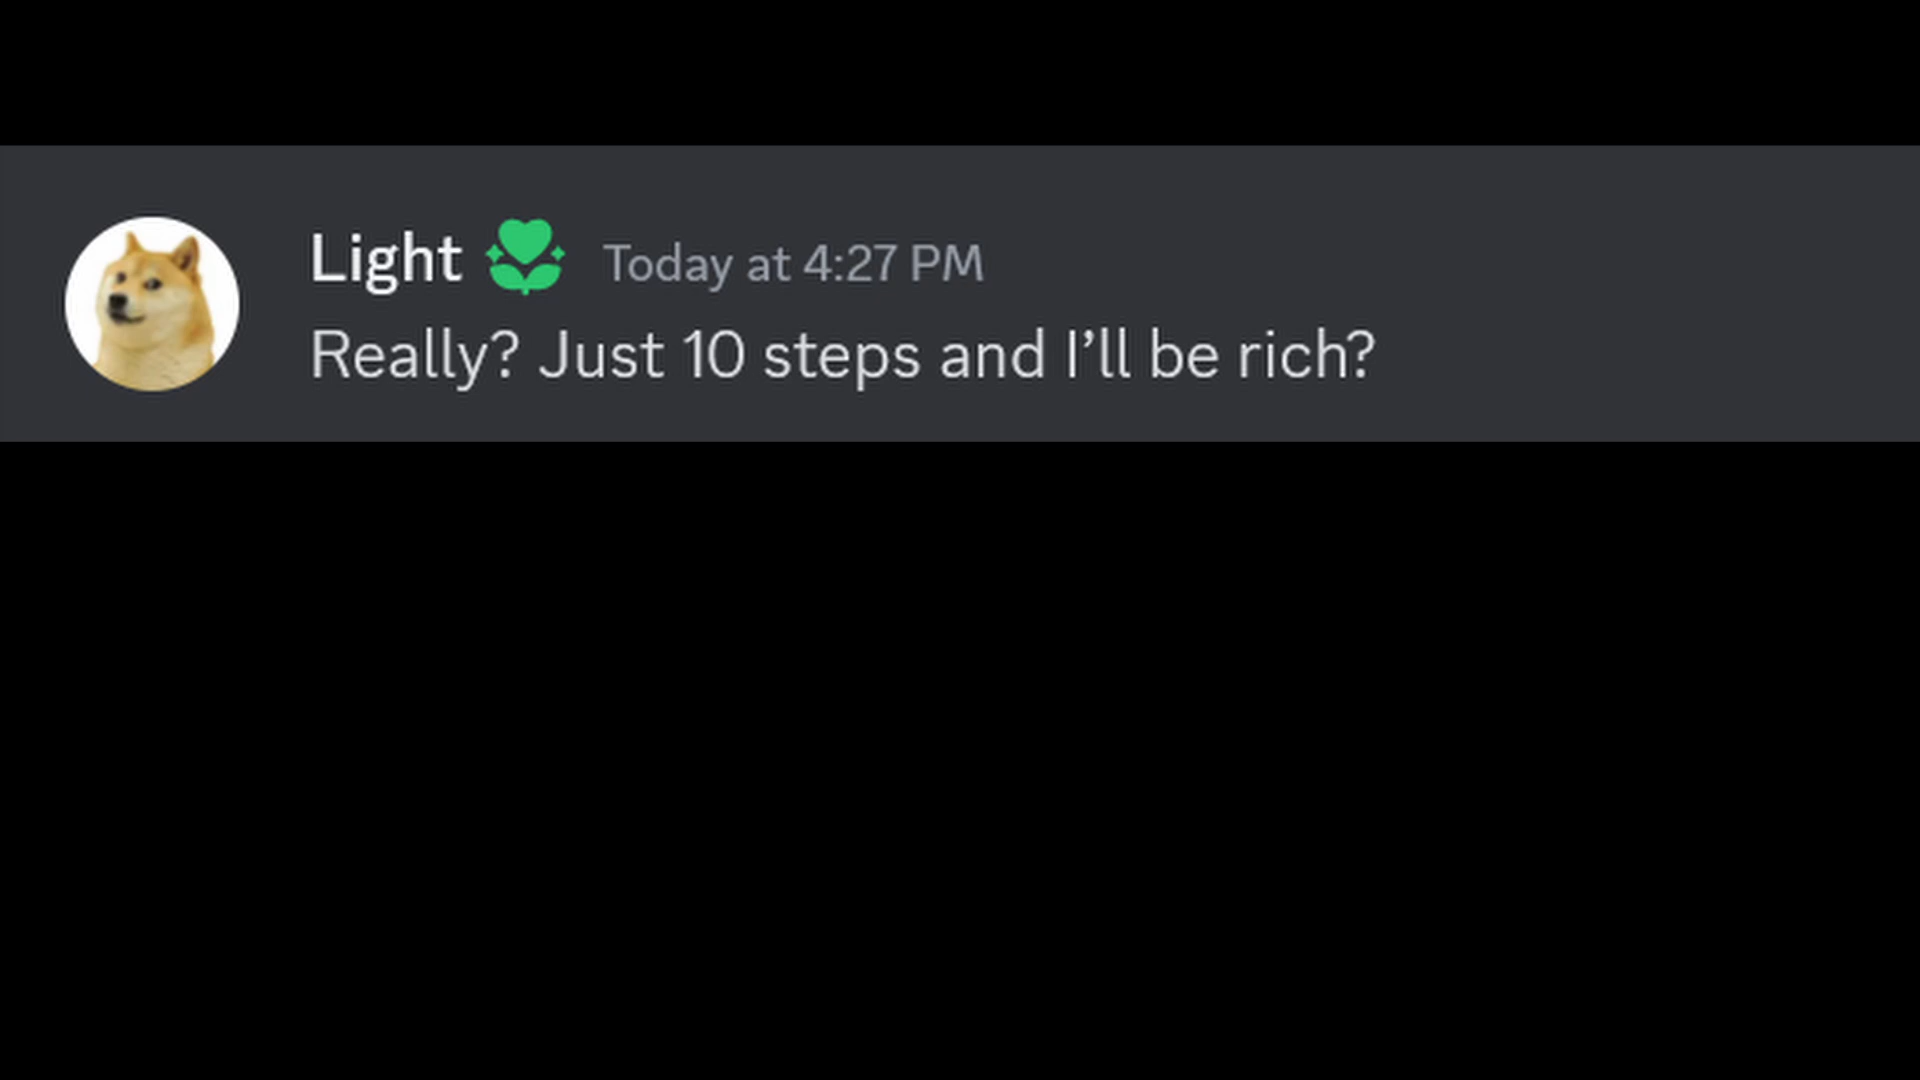 Light Today at 4:27 PM
Really? Just 10 steps and I’ll be rich?